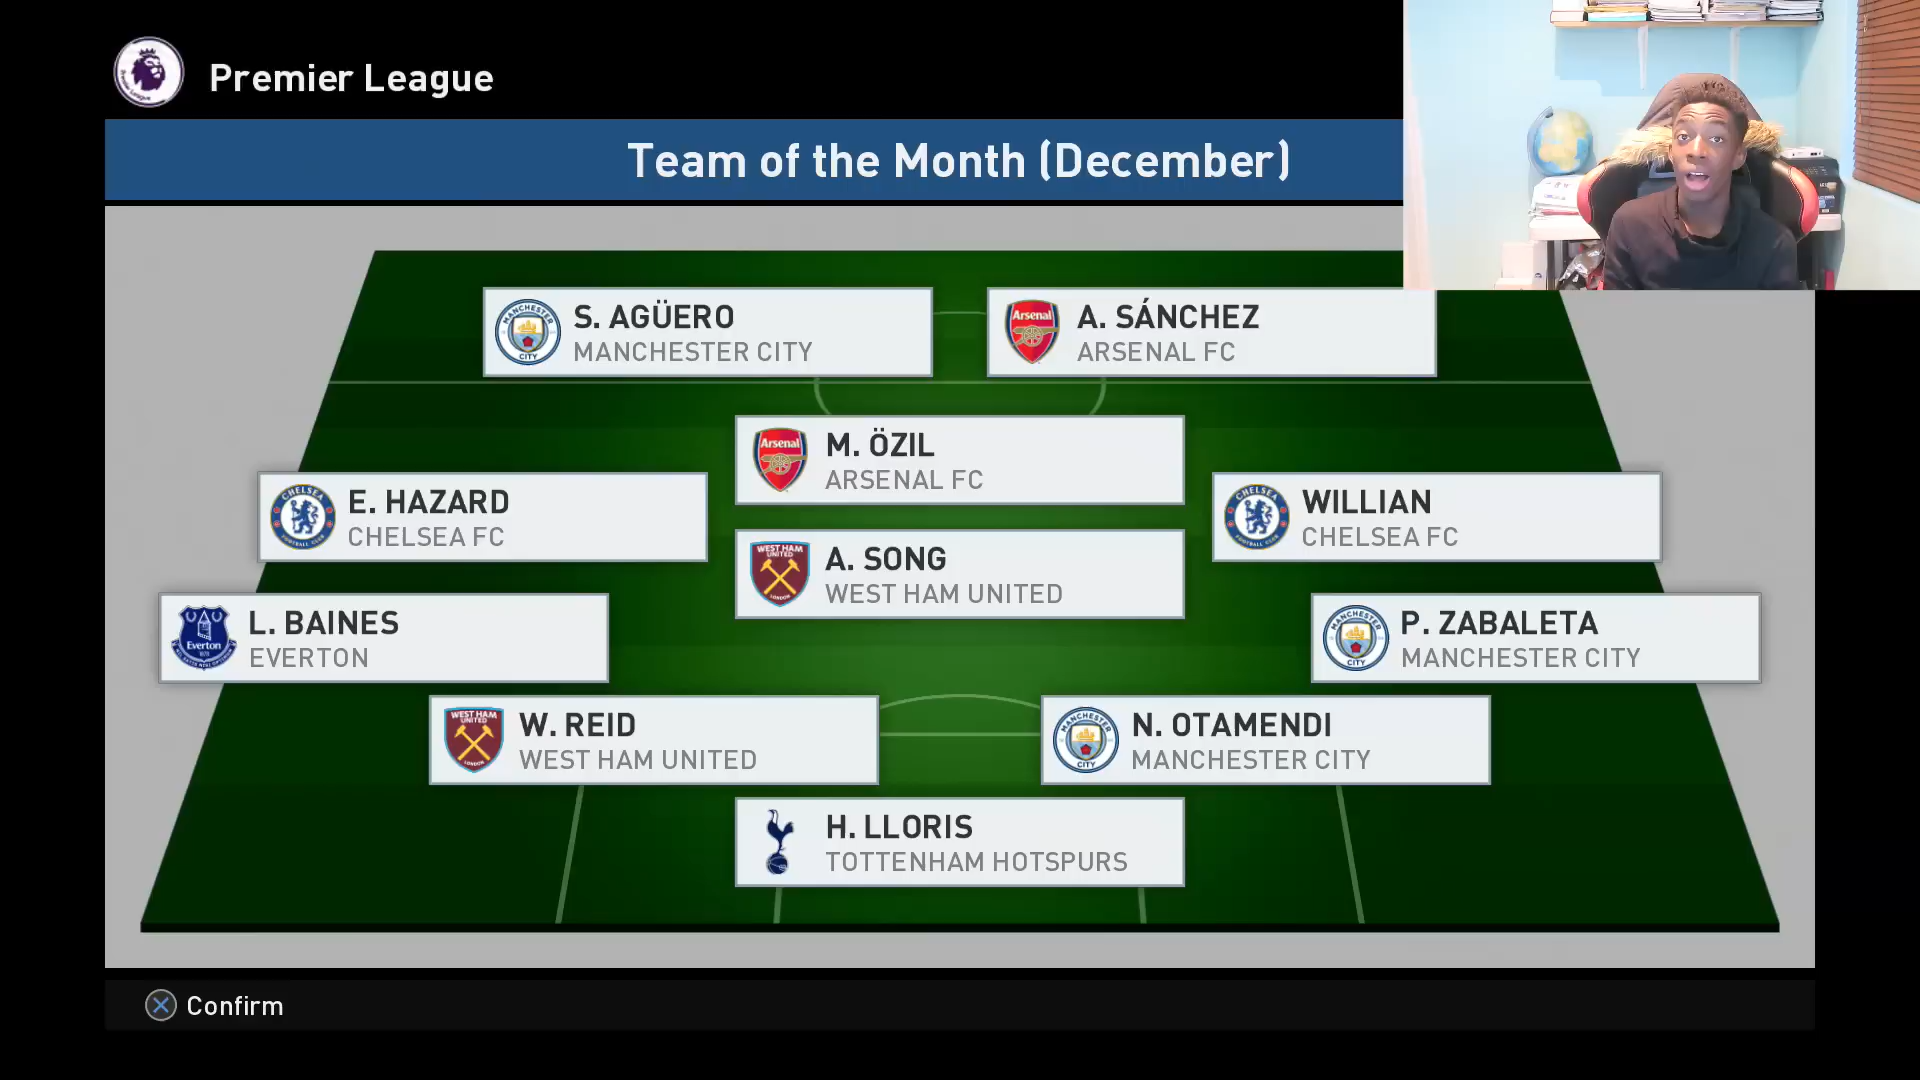 Premier League
Team of the Month (December)
S. AGÜERO
MANCHESTER CITY
A. SÁNCHEZ
ARSENAL FC
M. ÖZIL
ARSENAL FC
E. HAZARD
CHELSEA FC
WILLIAN
CHELSEA FC
A. SONG
WEST HAM UNITED
L. BAINES
EVERTON
P. ZABALETA
MANCHESTER CITY
W. REID
WEST HAM UNITED
N. OTAMENDI
MANCHESTER CITY
H. LLORIS
TOTTENHAM HOTSPURS
Confirm